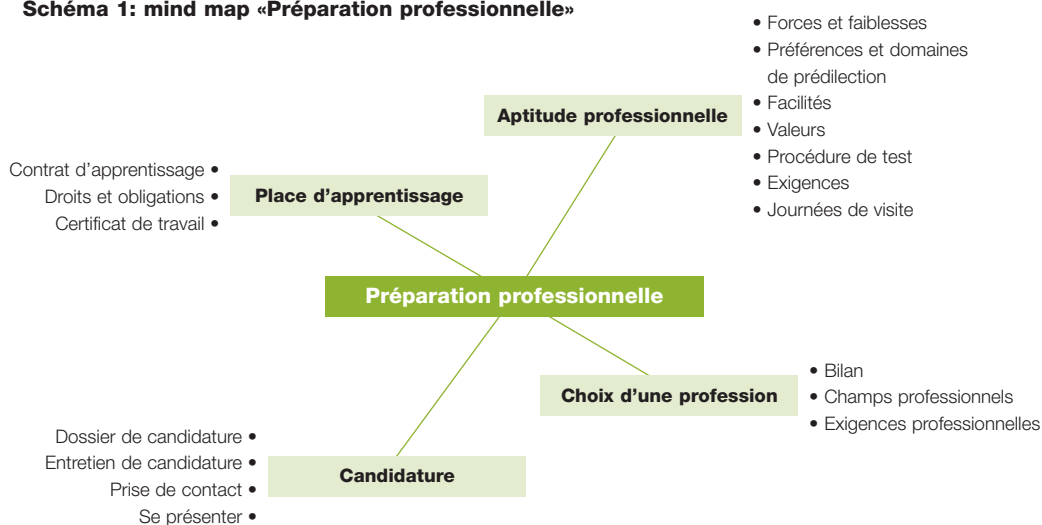 Schéma 1: mind map «Préparation professionnelle»
• Forces et faiblesses
• Préférences et domaines
de prédilection
• Facilités
• Valeurs
• Procédure de test
• Exigences
• Journées de visite
Aptitude professionnelle
Contrat d’apprentissage •
Droits et obligations •
Certificat de travail •
Place d’apprentissage
Préparation professionnelle
Choix d’une profession
• Bilan
• Champs professionnels
• Exigences professionnelles
Dossier de candidature •
Entretien de candidature •
Prise de contact •
Se présenter •
Candidature